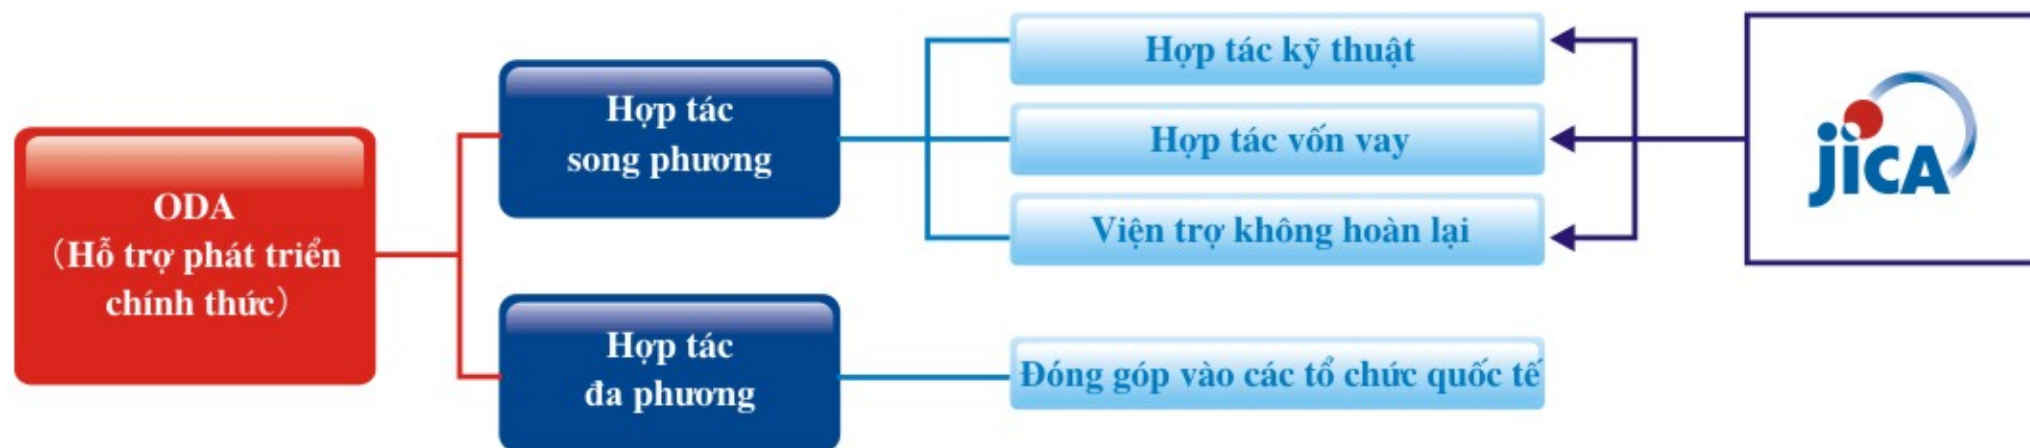 ODA
(Hỗ trợ phát triển
chính thức)
Hợp tác
song phương
Hợp tác kỹ thuật
Hợp tác vốn vay
Viện trợ không hoàn lại
jICA
Hợp tác
đa phương
Đóng góp vào các tổ chức quốc tế